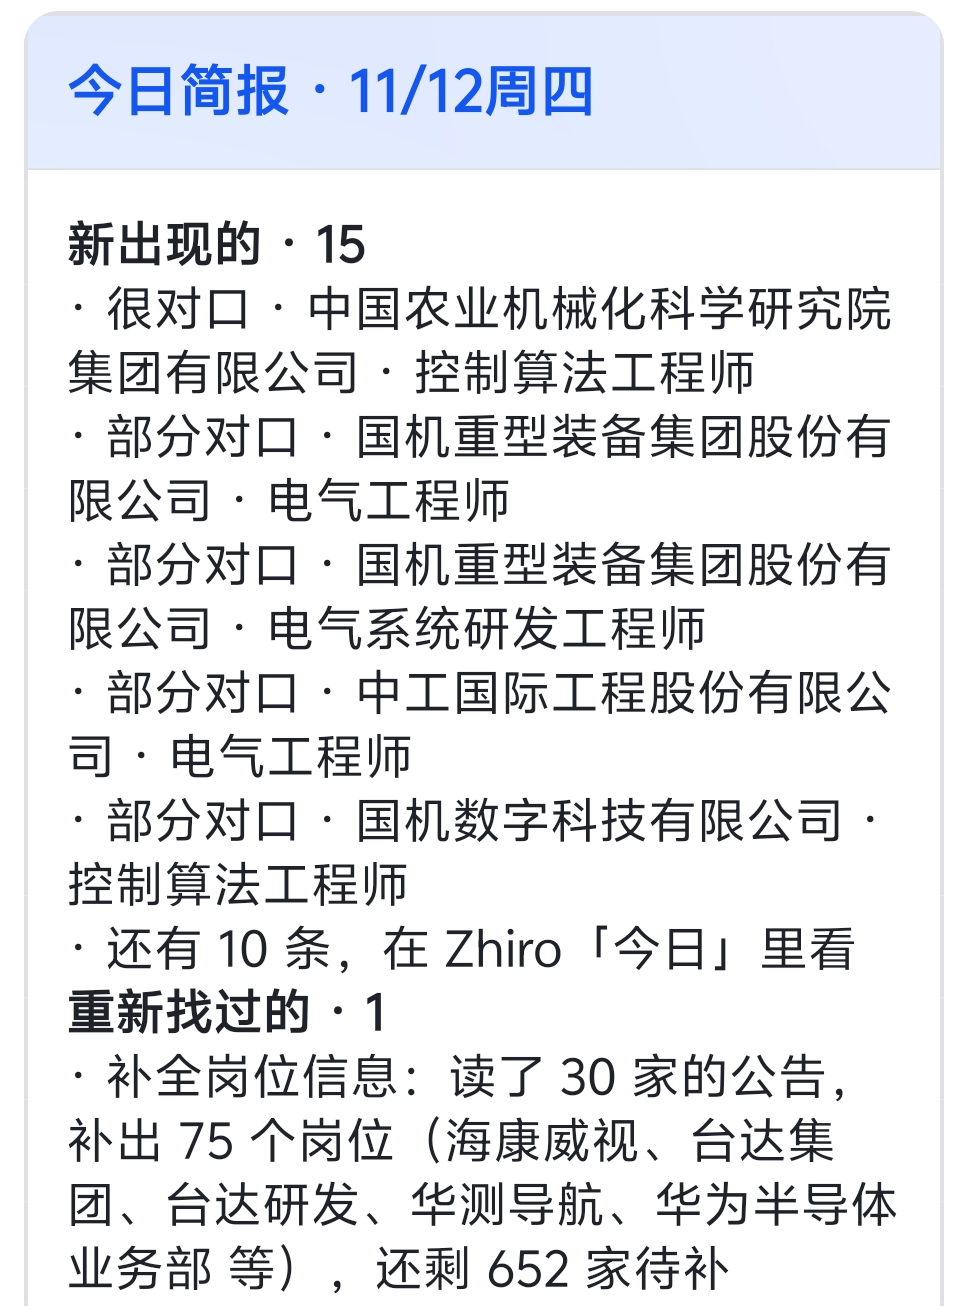 今日简报 · 11/12周四
新出现的 · 15
· 很对口 · 中国农业机械化科学研究院
集团有限公司 · 控制算法工程师
· 部分对口 · 国机重型装备集团股份有
限公司 · 电气工程师
· 部分对口 · 国机重型装备集团股份有
限公司 · 电气系统研发工程师
· 部分对口 · 中工国际工程股份有限公
司 · 电气工程师
· 部分对口 · 国机数字科技有限公司 ·
控制算法工程师
· 还有 10 条，在 Zhiro「今日」里看
重新找过的 · 1
· 补全岗位信息：读了 30 家的公告，
补出 75 个岗位（海康威视、台达集
团、台达研发、华测导航、华为半导体
业务部 等），还剩 652 家待补